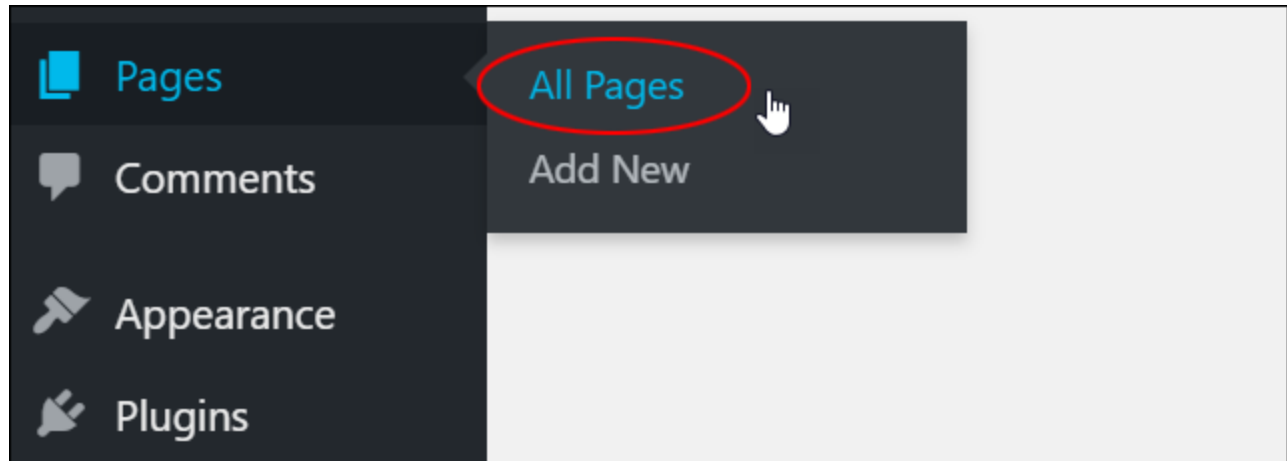 Pages
All Pages
Add New
Comments
Appearance
Plugins